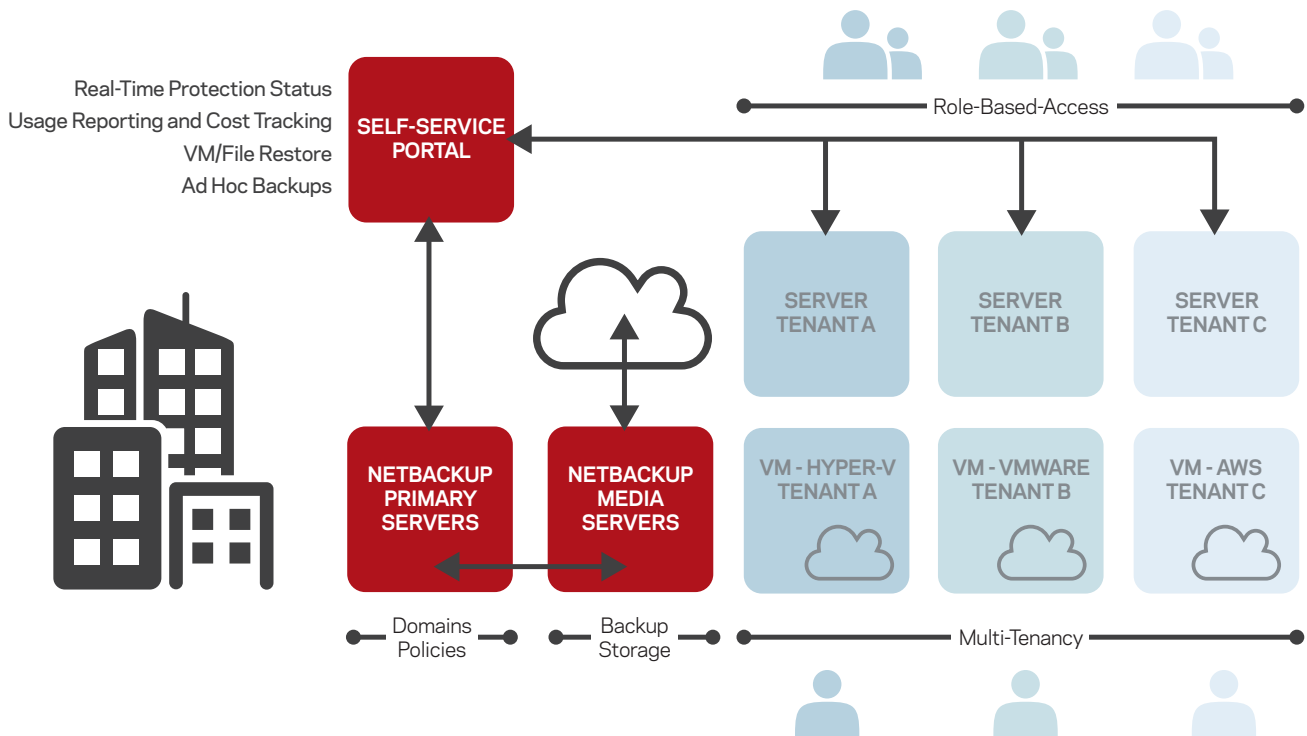 Real-Time Protection Status
Usage Reporting and Cost Tracking
VM/File Restore
Ad Hoc Backups
SELF-SERVICE
PORTAL
Role-Based-Access
SERVER
TENANT A
SERVER
TENANT B
SERVER
TENANT C
NETBACKUP
PRIMARY
SERVERS
NETBACKUP
MEDIA
SERVERS
VM - HYPER-V
TENANT A
VM - VMWARE
TENANT B
VM - AWS
TENANT C
Domains
Policies
Backup
Storage
Multi-Tenancy